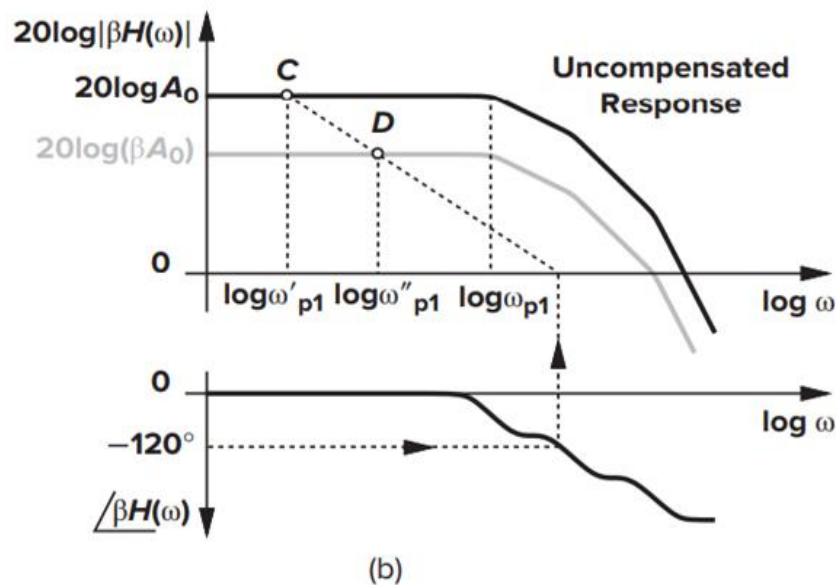 20log|βH(ω)|
20logA₀
C
Uncompensated
Response
D
20log(βA₀)
0
logω′p1
logω″p1
logωp1
log ω
0
log ω
−120°
∠βH(ω)
(b)